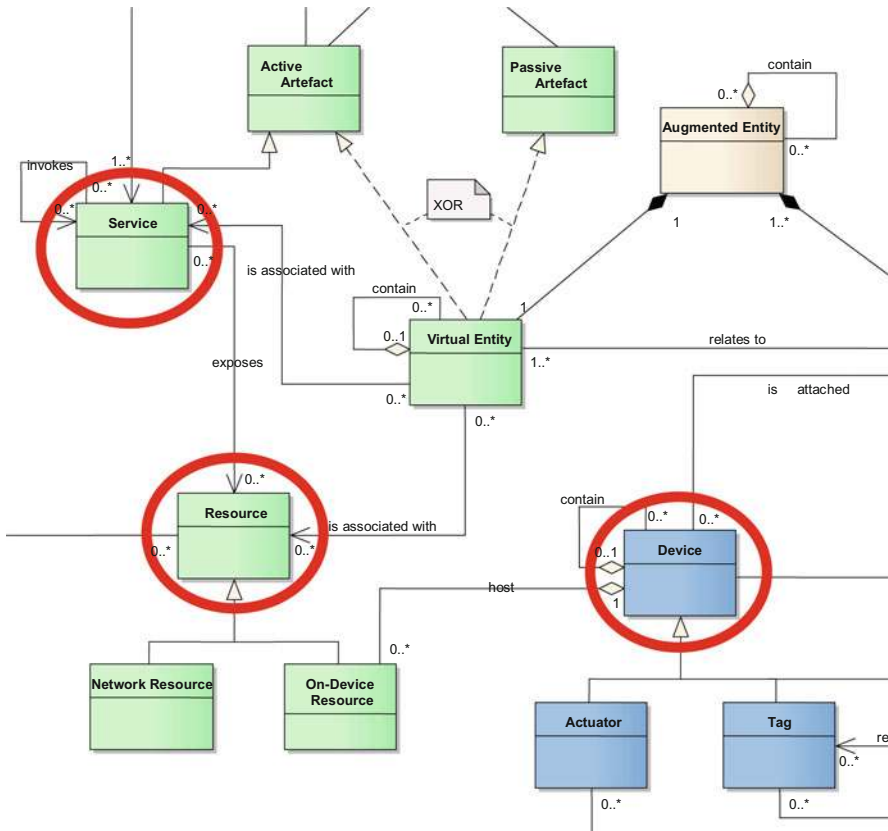 Active
Artefact
Passive
Artefact
contain
0..*
Augmented Entity
0..*
invokes
1..*
0..*
0..*
0..*
XOR
Service
1
1..*
0..*
is associated with
contain
0..*
1
0..1
Virtual Entity
relates to
exposes
1..*
0..*
0..*
is attached
0..*
contain
Resource
is associated with
0..*
0..*
0..*
0..*
0..1
Device
host
1
0..*
Network Resource
On-Device
Resource
Actuator
Tag
re
0..*
0..*
0..*